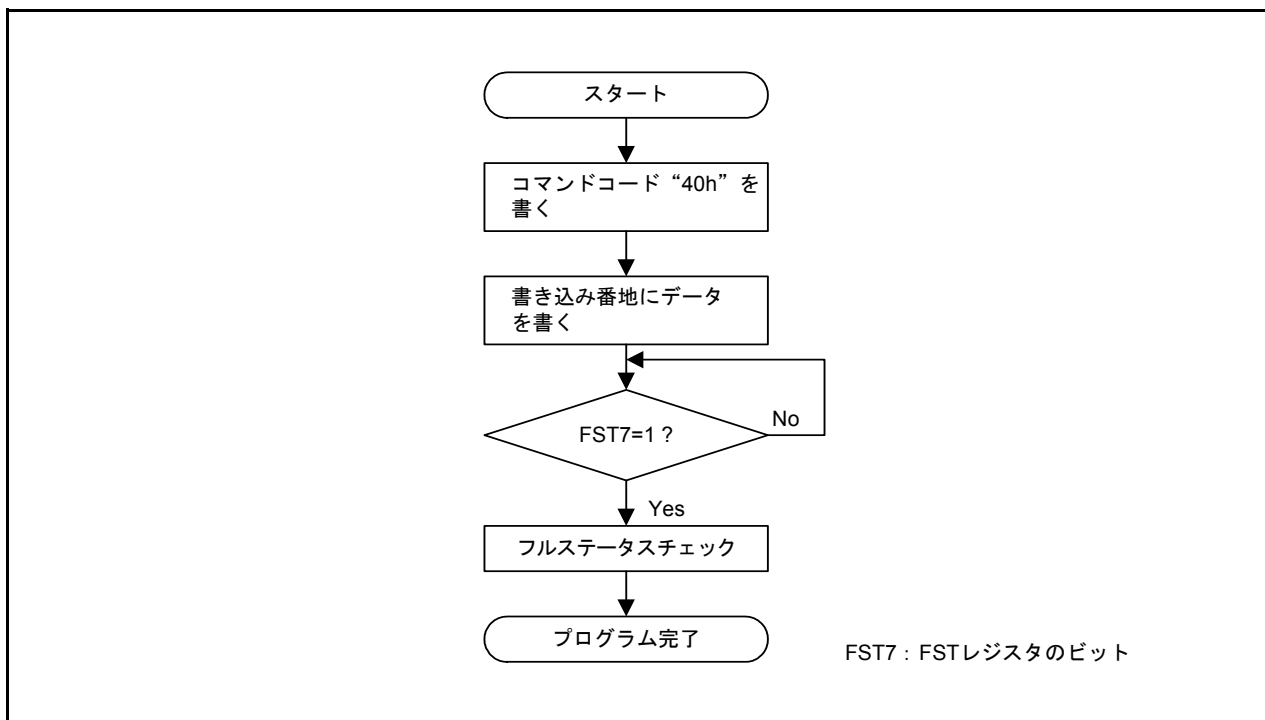 スタート
コマンドコード“40h”を
書く
書き込み番地にデータ
を書く
FST7=1？
No
Yes
フルステータスチェック
プログラム完了
FST7：FSTレジスタのビット